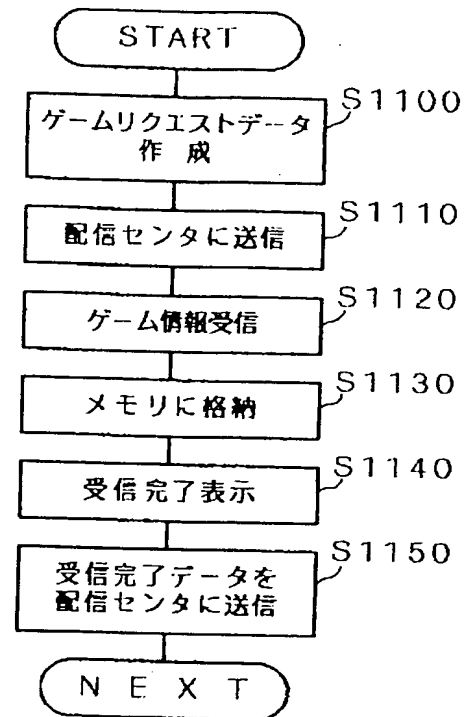 START
S1100
ゲームリクエストデータ
作成
S1110
配信センタに送信
S1120
ゲーム情報受信
S1130
メモリに格納
S1140
受信完了表示
S1150
受信完了データを
配信センタに送信
NEXT